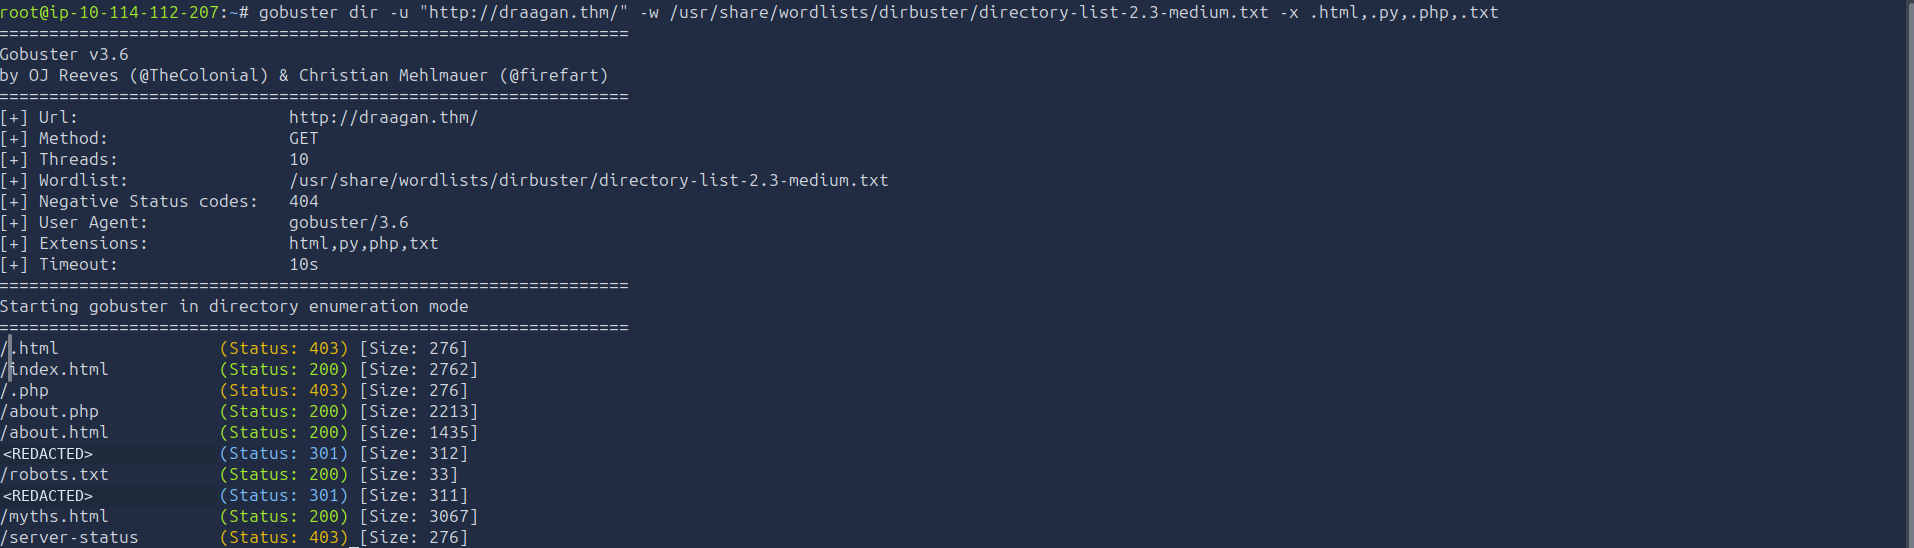 root@ip-10-114-112-207:~# gobuster dir -u "http://draagan.thm/" -w /usr/share/wordlists/dirbuster/directory-list-2.3-medium.txt -x .html,.py,.php,.txt
===============================================================
Gobuster v3.6
by OJ Reeves (@TheColonial) & Christian Mehlmauer (@firefart)
===============================================================
[+] Url:                     http://draagan.thm/
[+] Method:                  GET
[+] Threads:                 10
[+] Wordlist:                /usr/share/wordlists/dirbuster/directory-list-2.3-medium.txt
[+] Negative Status codes:   404
[+] User Agent:              gobuster/3.6
[+] Extensions:              html,py,php,txt
[+] Timeout:                 10s
===============================================================
Starting gobuster in directory enumeration mode
===============================================================
/.html                (Status: 403) [Size: 276]
/index.html           (Status: 200) [Size: 2762]
/.php                 (Status: 403) [Size: 276]
/about.php            (Status: 200) [Size: 2213]
/about.html           (Status: 200) [Size: 1435]
<REDACTED>            (Status: 301) [Size: 312]
/robots.txt           (Status: 200) [Size: 33]
<REDACTED>            (Status: 301) [Size: 311]
/myths.html           (Status: 200) [Size: 3067]
/server-status        (Status: 403) [Size: 276]